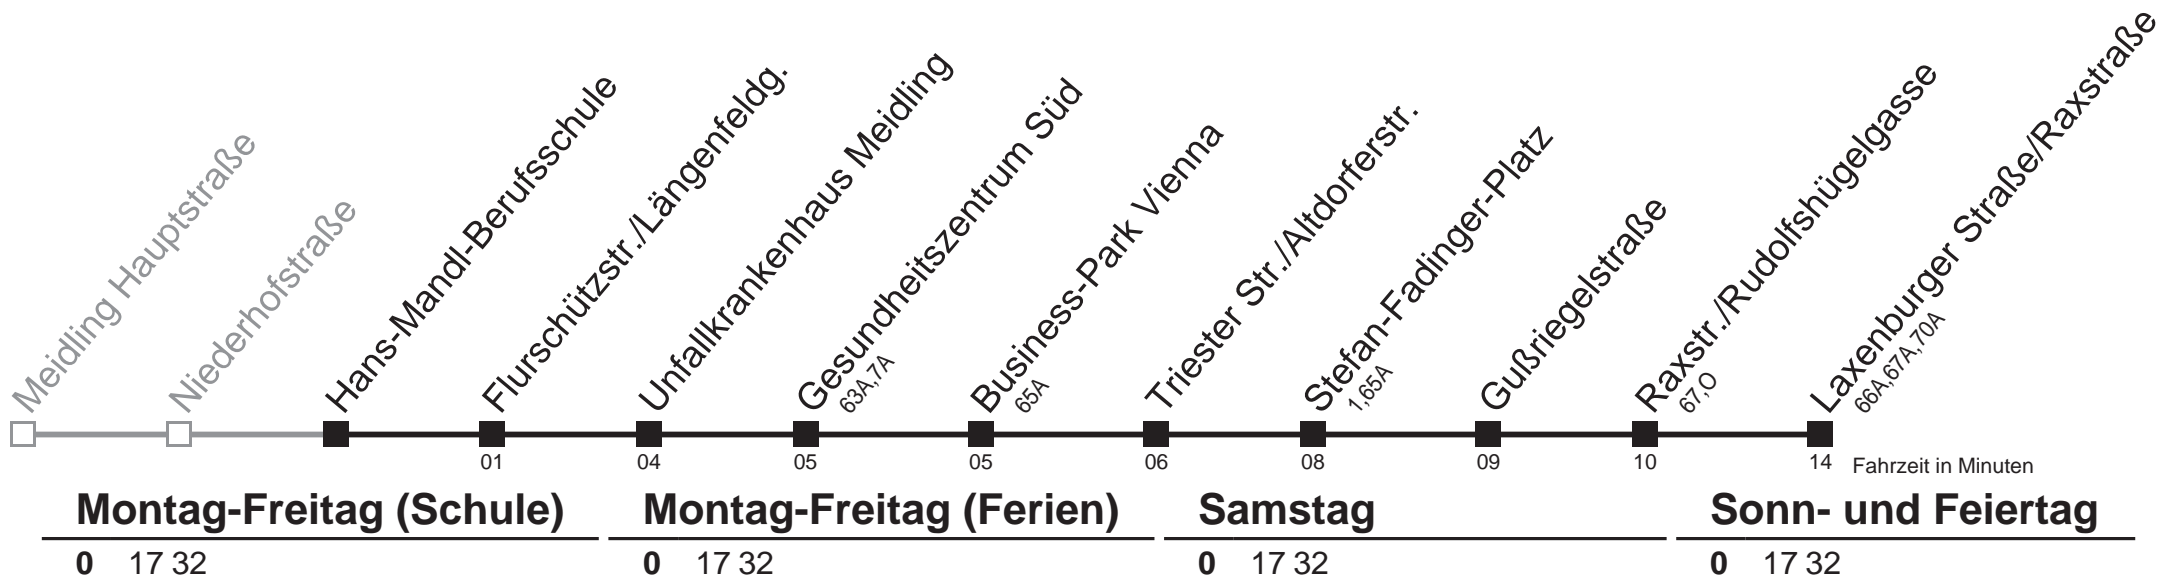 Meidling Hauptstraße
Niederhofstraße
Hans-Mandl-Berufsschule
Flurschützstr./Längenfeldg.
Unfallkrankenhaus Meidling
Gesundheitszentrum Süd
63A,7A
Business-Park Vienna
65A
Triester Str./Altdorferstr.
Stefan-Fadinger-Platz
1,65A
Gußriegelstraße
Raxstr./Rudolfshügelgasse
67,O
Laxenburger Straße/Raxstraße
66A,67A,70A
01 04 05 05 06 08 09 10 14 Fahrzeit in Minuten
Montag-Freitag (Schule) Montag-Freitag (Ferien) Samstag Sonn- und Feiertag
0 17 32 0 17 32 0 17 32 0 17 32